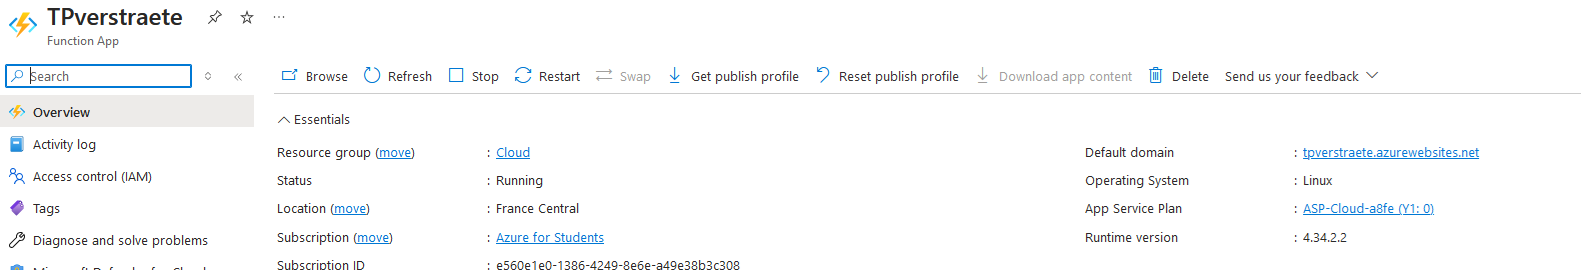 TPverstraete
Function App
Search
Browse Refresh Stop Restart Swap Get publish profile Reset publish profile Download app content Delete Send us your feedback
Overview
Activity log
Access control (IAM)
Tags
Diagnose and solve problems
Essentials
Resource group (move) : Cloud
Status : Running
Location (move) : France Central
Subscription (move) : Azure for Students
Subscription ID : e560e1e0-1386-4249-8e6e-a49e38b3c308
Default domain : tpverstraete.azurewebsites.net
Operating System : Linux
App Service Plan : ASP-Cloud-a8fe (Y1: 0)
Runtime version : 4.34.2.2